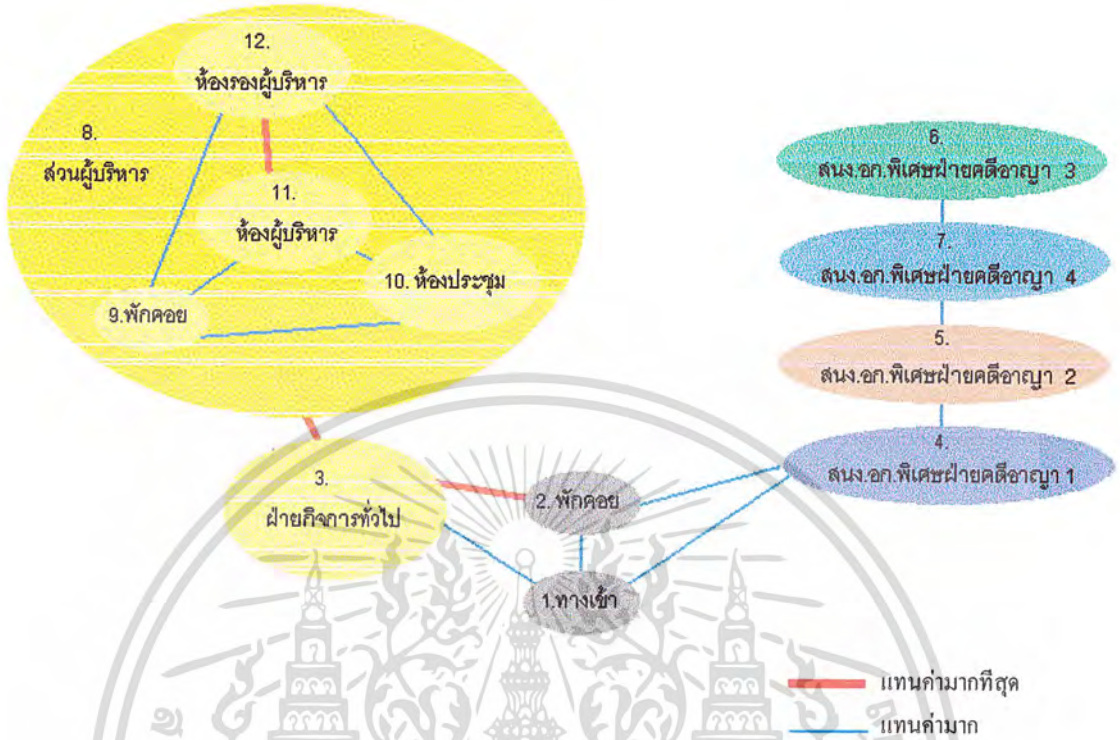 12.
ห้องรองผู้บริหาร
8.
ส่วนผู้บริหาร
11.
ห้องผู้บริหาร
10. ห้องประชุม
9.พักคอย
6.
สนง.อก.พิเศษฝ่ายคดีอาญา 3
7.
สนง.อก.พิเศษฝ่ายคดีอาญา 4
5.
สนง.อก.พิเศษฝ่ายคดีอาญา 2
4.
สนง.อก.พิเศษฝ่ายคดีอาญา 1
3.
ฝ่ายกิจการทั่วไป
2. พักคอย
1.ทางเข้า
แทนค่ามากที่สุด
แทนค่ามาก